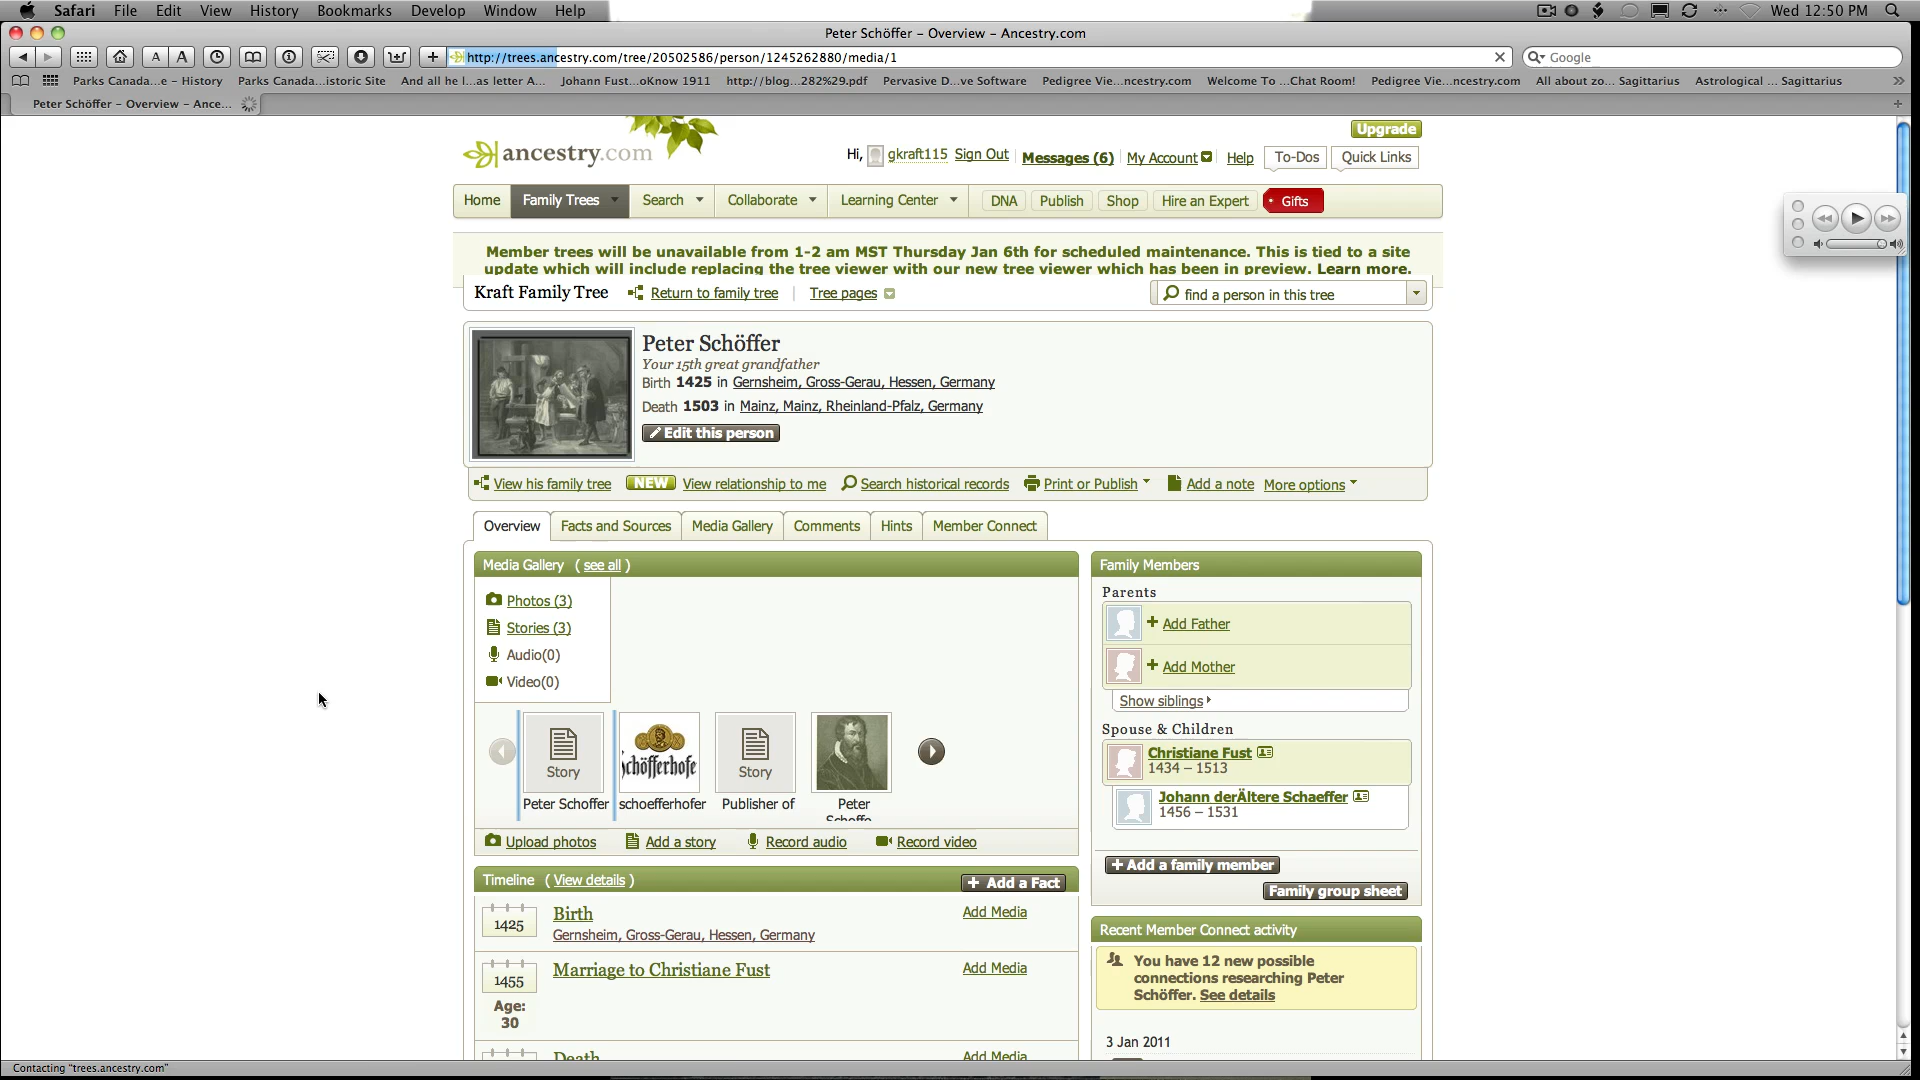 Safari File Edit View History Bookmarks Develop Window Help
Wed 12:50 PM
Peter Schöffer – Overview – Ancestry.com
A A http://trees.ancestry.com/tree/20502586/person/1245262880/media/1
Google
Parks Canada...e – History Parks Canada...istoric Site And all he l...as letter A... Johann Fust...oKnow 1911 http://blog...282%29.pdf Pervasive D...ve Software Pedigree Vie...ncestry.com Welcome To ...Chat Room! Pedigree Vie...ncestry.com All about zo... Sagittarius Astrological ... Sagittarius
Peter Schöffer – Overview – Ance...
Upgrade
ancestry.com
Hi, gkraft115 Sign Out Messages (6) My Account Help To-Dos Quick Links
Home Family Trees Search Collaborate Learning Center DNA Publish Shop Hire an Expert Gifts
Member trees will be unavailable from 1-2 am MST Thursday Jan 6th for scheduled maintenance. This is tied to a site
update which will include replacing the tree viewer with our new tree viewer which has been in preview. Learn more.
Kraft Family Tree Return to family tree | Tree pages
find a person in this tree
Peter Schöffer
Your 15th great grandfather
Birth 1425 in Gernsheim, Gross-Gerau, Hessen, Germany
Death 1503 in Mainz, Mainz, Rheinland-Pfalz, Germany
Edit this person
View his family tree NEW View relationship to me Search historical records Print or Publish Add a note More options
Overview Facts and Sources Media Gallery Comments Hints Member Connect
Media Gallery ( see all )
Photos (3)
Stories (3)
Audio(0)
Video(0)
Story
Schöfferhofe
Story
Peter Schoffer
schoefferhofer
Publisher of
Peter
Schoffe
Upload photos Add a story Record audio Record video
Timeline ( View details )
+ Add a Fact
1425
Birth
Add Media
Gernsheim, Gross-Gerau, Hessen, Germany
1455
Marriage to Christiane Fust
Add Media
Age:
30
Death
Add Media
Family Members
Parents
+ Add Father
+ Add Mother
Show siblings
Spouse & Children
Christiane Fust
1434 – 1513
Johann derÄltere Schaeffer
1456 – 1531
+ Add a family member
Family group sheet
Recent Member Connect activity
You have 12 new possible
connections researching Peter
Schöffer. See details
3 Jan 2011
Contacting "trees.ancestry.com"